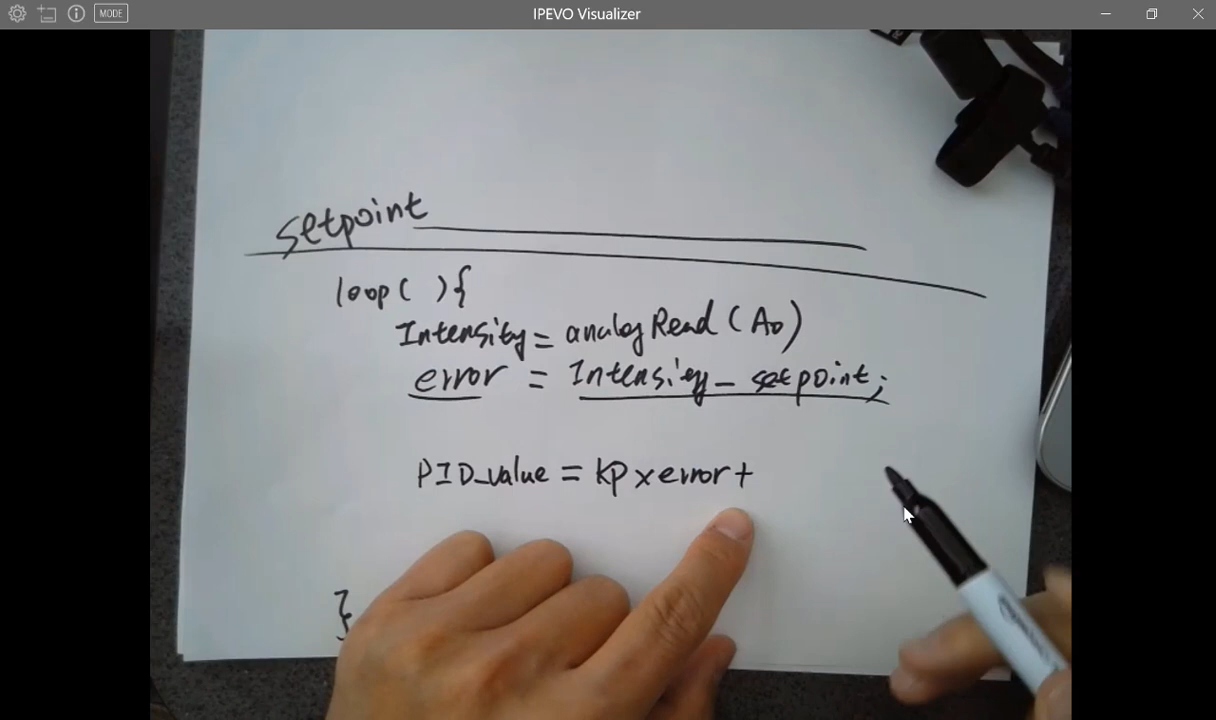 MODE
IPEVO Visualizer
setpoint
loop( ){
Intensity = analogRead(A0)
error = Intensity - setpoint;
PID_value = kp x error +
}